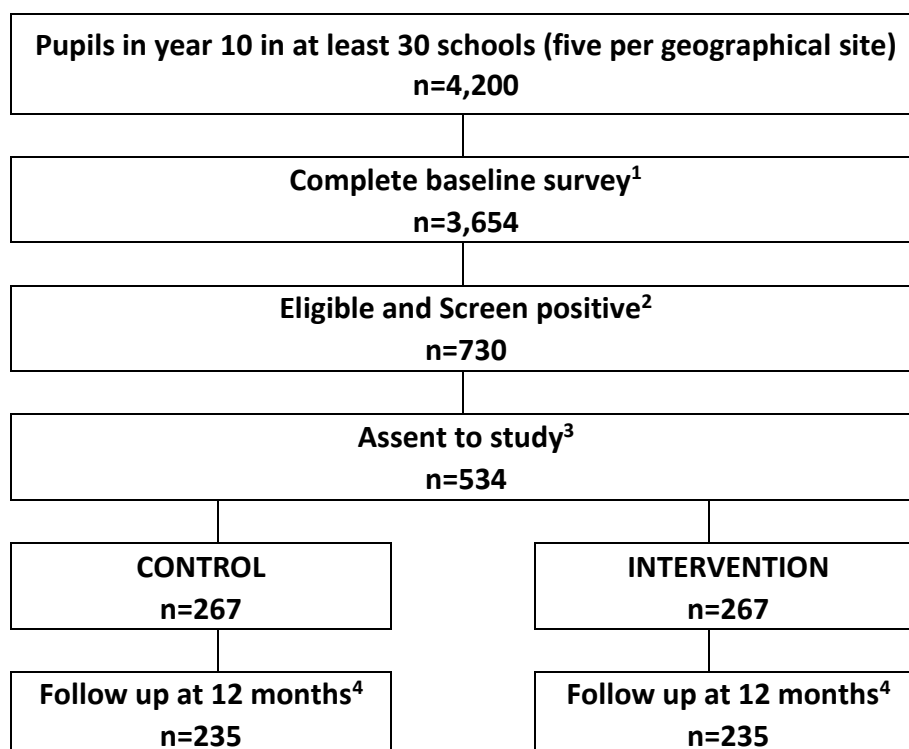 Pupils in year 10 in at least 30 schools (five per geographical site)
n=4,200
Complete baseline survey¹
n=3,654
Eligible and Screen positive²
n=730
Assent to study³
n=534
CONTROL
n=267
INTERVENTION
n=267
Follow up at 12 months⁴
n=235
Follow up at 12 months⁴
n=235